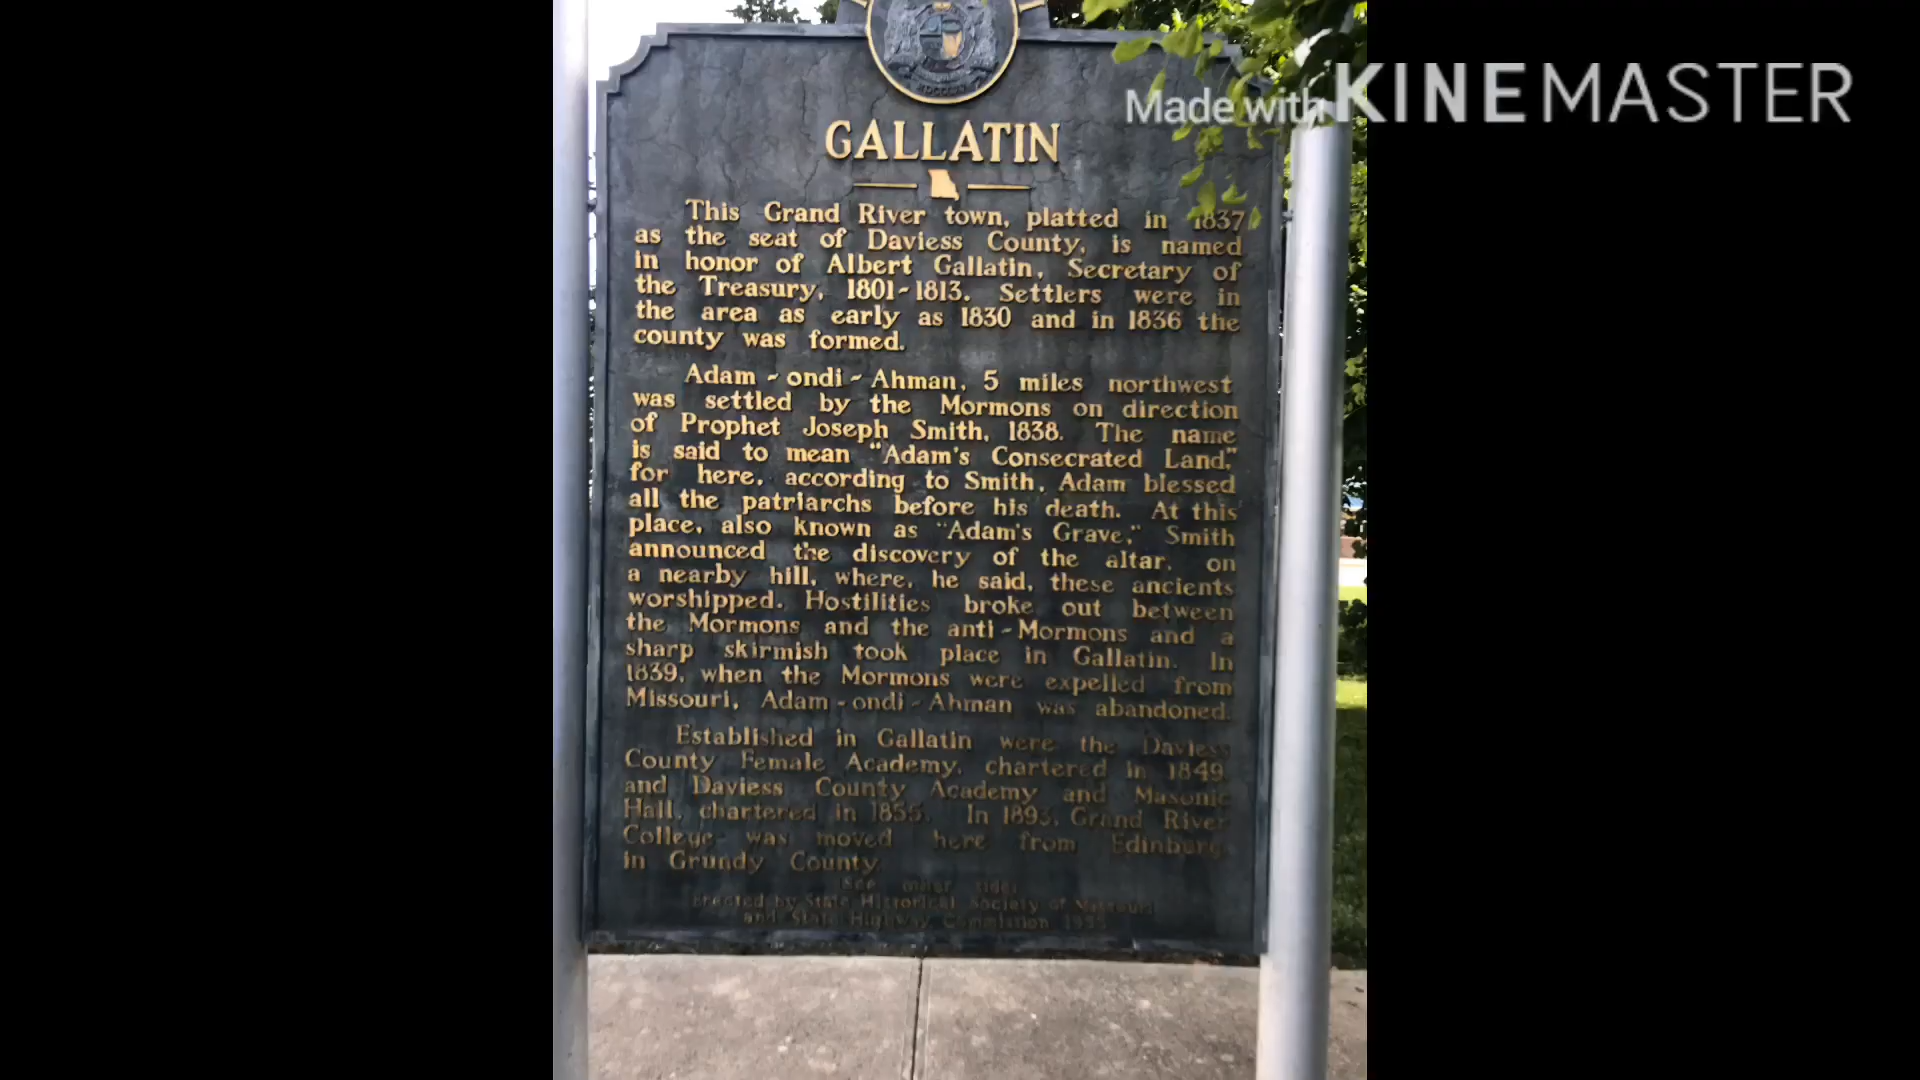 Made with KINEMASTER
GALLATIN
This Grand River town, platted in 1837
as the seat of Daviess County, is named
in honor of Albert Gallatin, Secretary of
the Treasury, 1801-1813. Settlers were in
the area as early as 1830 and in 1836 the
county was formed.
Adam-ondi-Ahman, 5 miles northwest
was settled by the Mormons on direction
of Prophet Joseph Smith, 1838. The name
is said to mean "Adam's Consecrated Land,"
for here, according to Smith, Adam blessed
all the patriarchs before his death. At this
place, also known as "Adam's Grave," Smith
announced the discovery of the altar, on
a nearby hill, where, he said, these ancients
worshipped. Hostilities broke out between
the Mormons and the anti-Mormons and a
sharp skirmish took place in Gallatin. In
1839, when the Mormons were expelled from
Missouri, Adam-ondi-Ahman was abandoned.
Established in Gallatin were the Daviess
County Female Academy, chartered in 1849
and Daviess County Academy and Masonic
Hall, chartered in 1855. In 1893, Grand River
College was moved here from Edinburg,
in Grundy County
(See other side)
Erected by State Historical Society of Missouri
and State Highway Commission